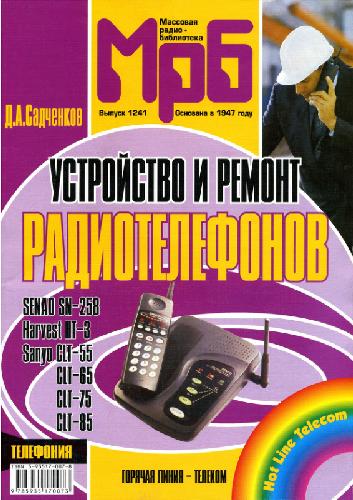 Массовая
радио-
библиотека
Мрб
Выпуск 1241
Основана в 1947 году
Д.А.Садченков
УСТРОЙСТВО И РЕМОНТ
РАДИОТЕЛЕФОНОВ
SENAO SN-258
Harvest HT-3
Sanyo CLT-55
CLT-65
CLT-75
CLT-85
ТЕЛЕФОНИЯ
ГОРЯЧАЯ ЛИНИЯ - ТЕЛЕКОМ
Hot Line Telecom